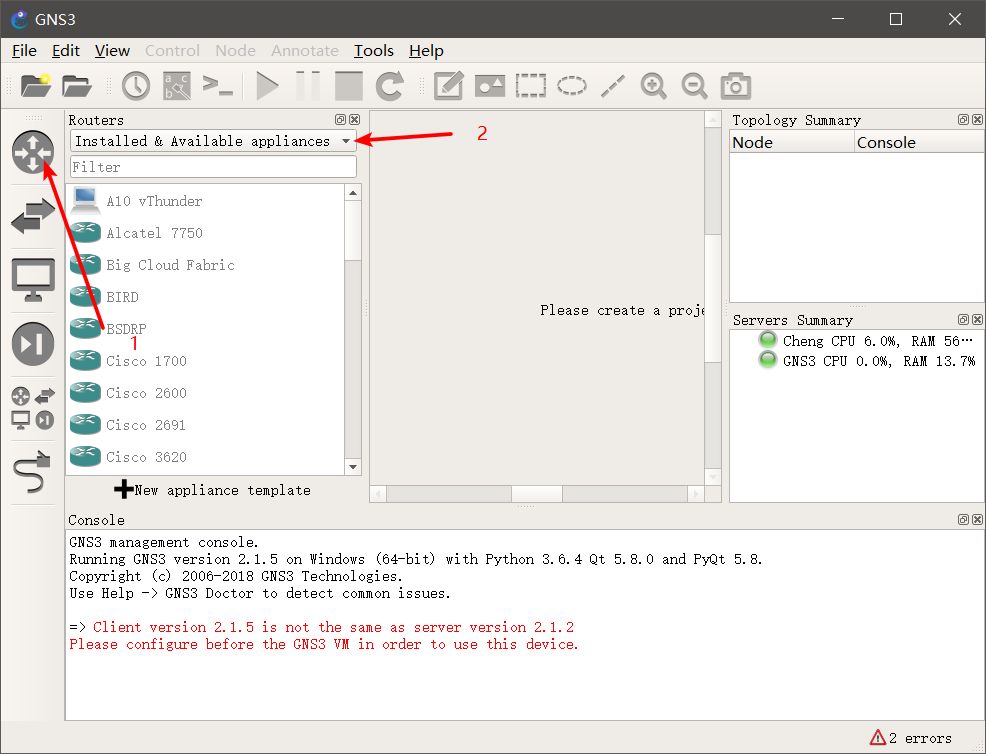 GNS3
File Edit View Control Node Annotate Tools Help
Routers
Installed & Available appliances
2
Filter
A10 vThunder
Alcatel 7750
Big Cloud Fabric
BIRD
BSDRP
1
Cisco 1700
Cisco 2600
Cisco 2691
Cisco 3620
New appliance template
Please create a proje
Topology Summary
Node Console
Servers Summary
Cheng CPU 6.0%, RAM 56…
GNS3 CPU 0.0%, RAM 13.7%
Console
GNS3 management console.
Running GNS3 version 2.1.5 on Windows (64-bit) with Python 3.6.4 Qt 5.8.0 and PyQt 5.8.
Copyright (c) 2006-2018 GNS3 Technologies.
Use Help -> GNS3 Doctor to detect common issues.
=> Client version 2.1.5 is not the same as server version 2.1.2
Please configure before the GNS3 VM in order to use this device.
2 errors